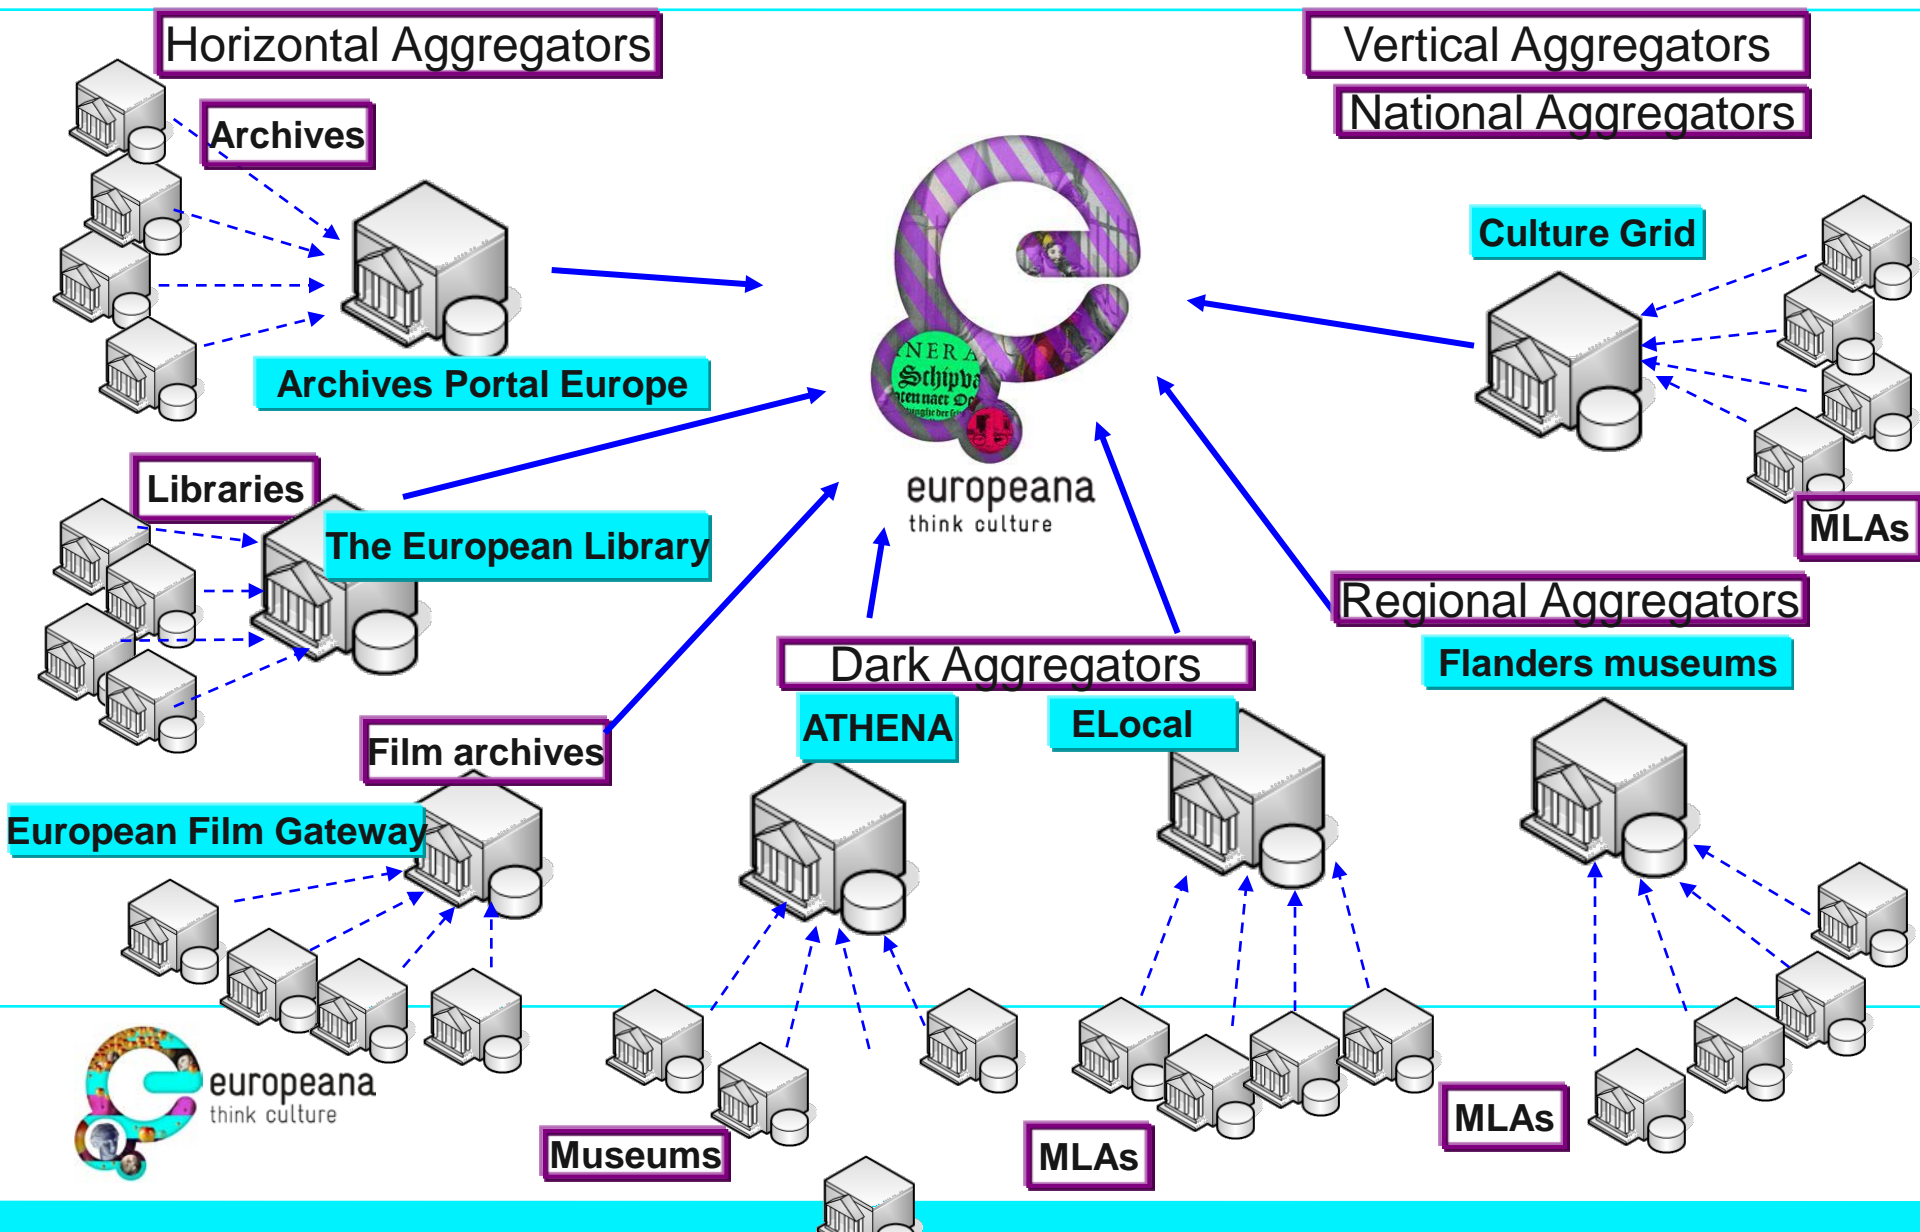 Horizontal Aggregators
Vertical Aggregators
National Aggregators
Archives
Culture Grid
Archives Portal Europe
NERA
Schipva
Libraries
The European Library
europeana
think culture
MLAs
Regional Aggregators
Flanders museums
Dark Aggregators
ATHENA
ELocal
Film archives
European Film Gateway
europeana
think culture
Museums
MLAs
MLAs